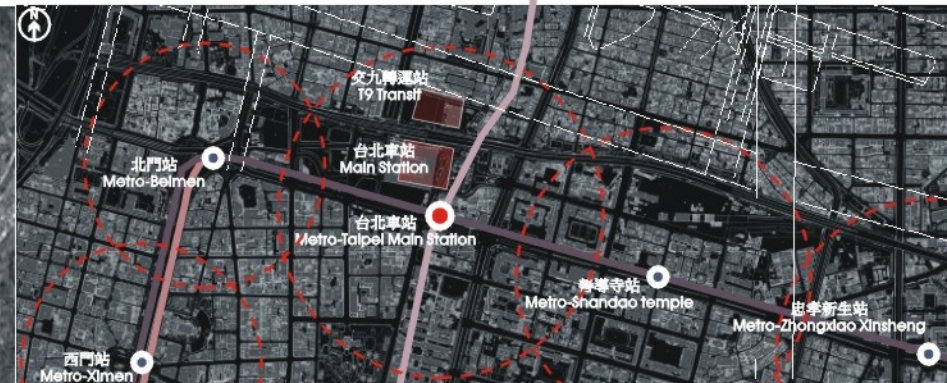 N
交九轉運站
T9 Transit
北門站
Metro-Beimen
台北車站
Main Station
台北車站
Metro-Taipei Main Station
善導寺站
Metro-Shandao temple
忠孝新生站
Metro-Zhongxiao Xinsheng
西門站
Metro-Ximen